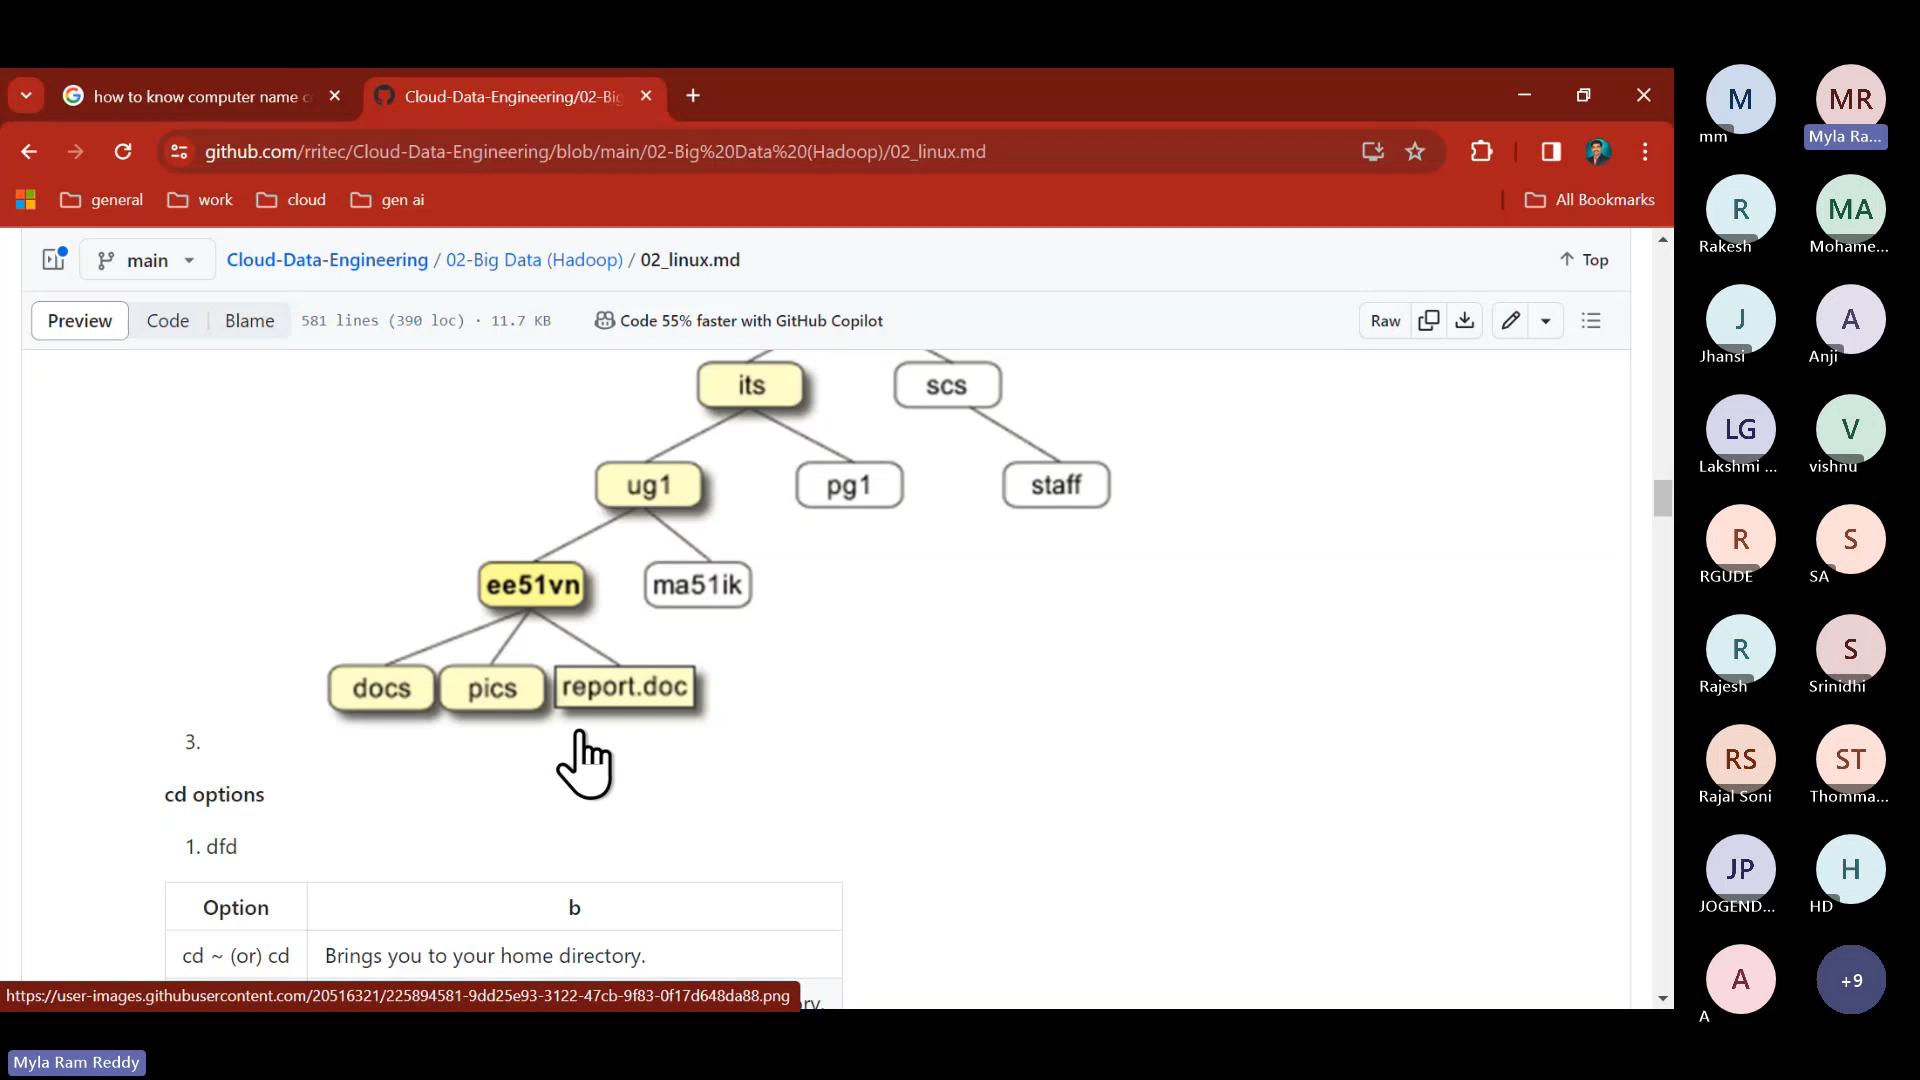 how to know computer name c
Cloud-Data-Engineering/02-Big
github.com/rritec/Cloud-Data-Engineering/blob/main/02-Big%20Data%20(Hadoop)/02_linux.md
general
work
cloud
gen ai
All Bookmarks
main
Cloud-Data-Engineering / 02-Big Data (Hadoop) / 02_linux.md
Top
Preview
Code
Blame
581 lines (390 loc) · 11.7 KB
Code 55% faster with GitHub Copilot
Raw
its
scs
ug1
pg1
staff
ee51vn
ma51ik
docs
pics
report.doc
3.
cd options
1. dfd
Option
b
cd ~ (or) cd
Brings you to your home directory.
https://user-images.githubusercontent.com/20516321/225894581-9dd25e93-3122-47cb-9f83-0f17d648da88.png
Myla Ram Reddy
M
mm
MR
Myla Ra...
R
Rakesh
MA
Mohame...
J
Jhansi
A
Anji
LG
Lakshmi ...
V
vishnu
R
RGUDE
S
SA
R
Rajesh
S
Srinidhi
RS
Rajal Soni
ST
Thomma...
JP
JOGEND...
H
HD
A
A
+9